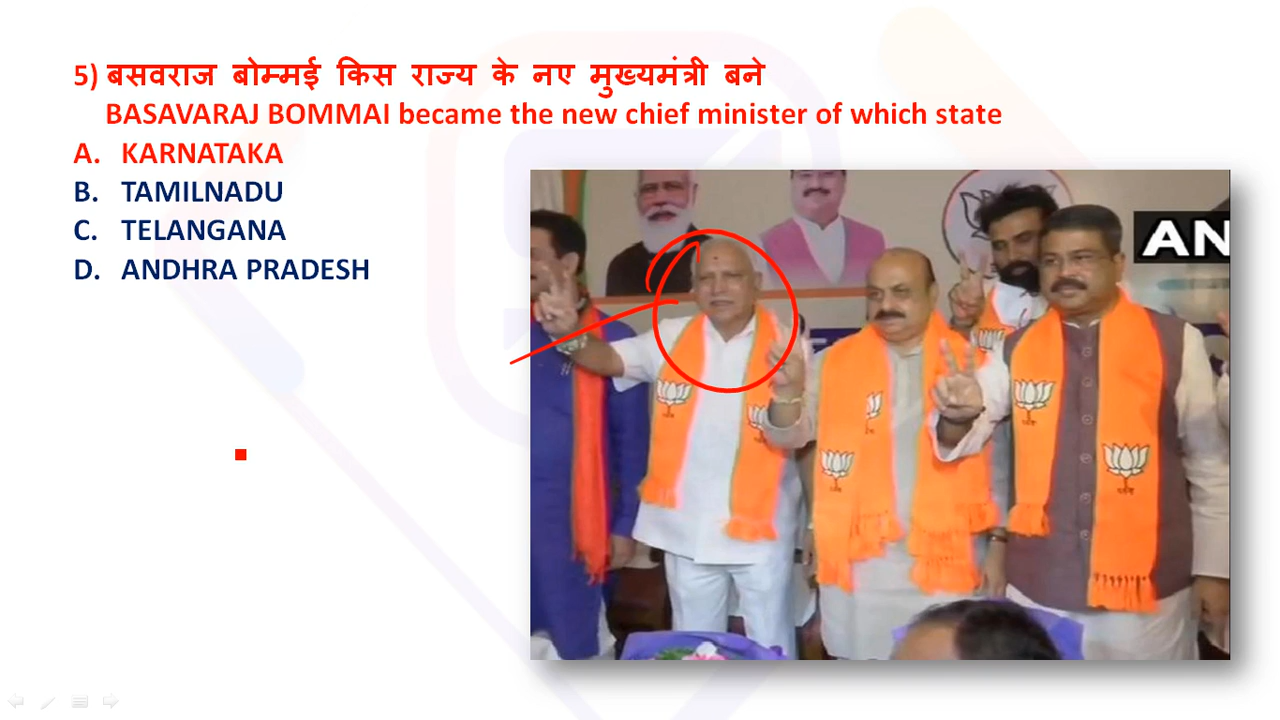 5) बसवराज बोम्मई किस राज्य के नए मुख्यमंत्री बने
BASAVARAJ BOMMAI became the new chief minister of which state
A. KARNATAKA
B. TAMILNADU
C. TELANGANA
D. ANDHRA PRADESH
AN